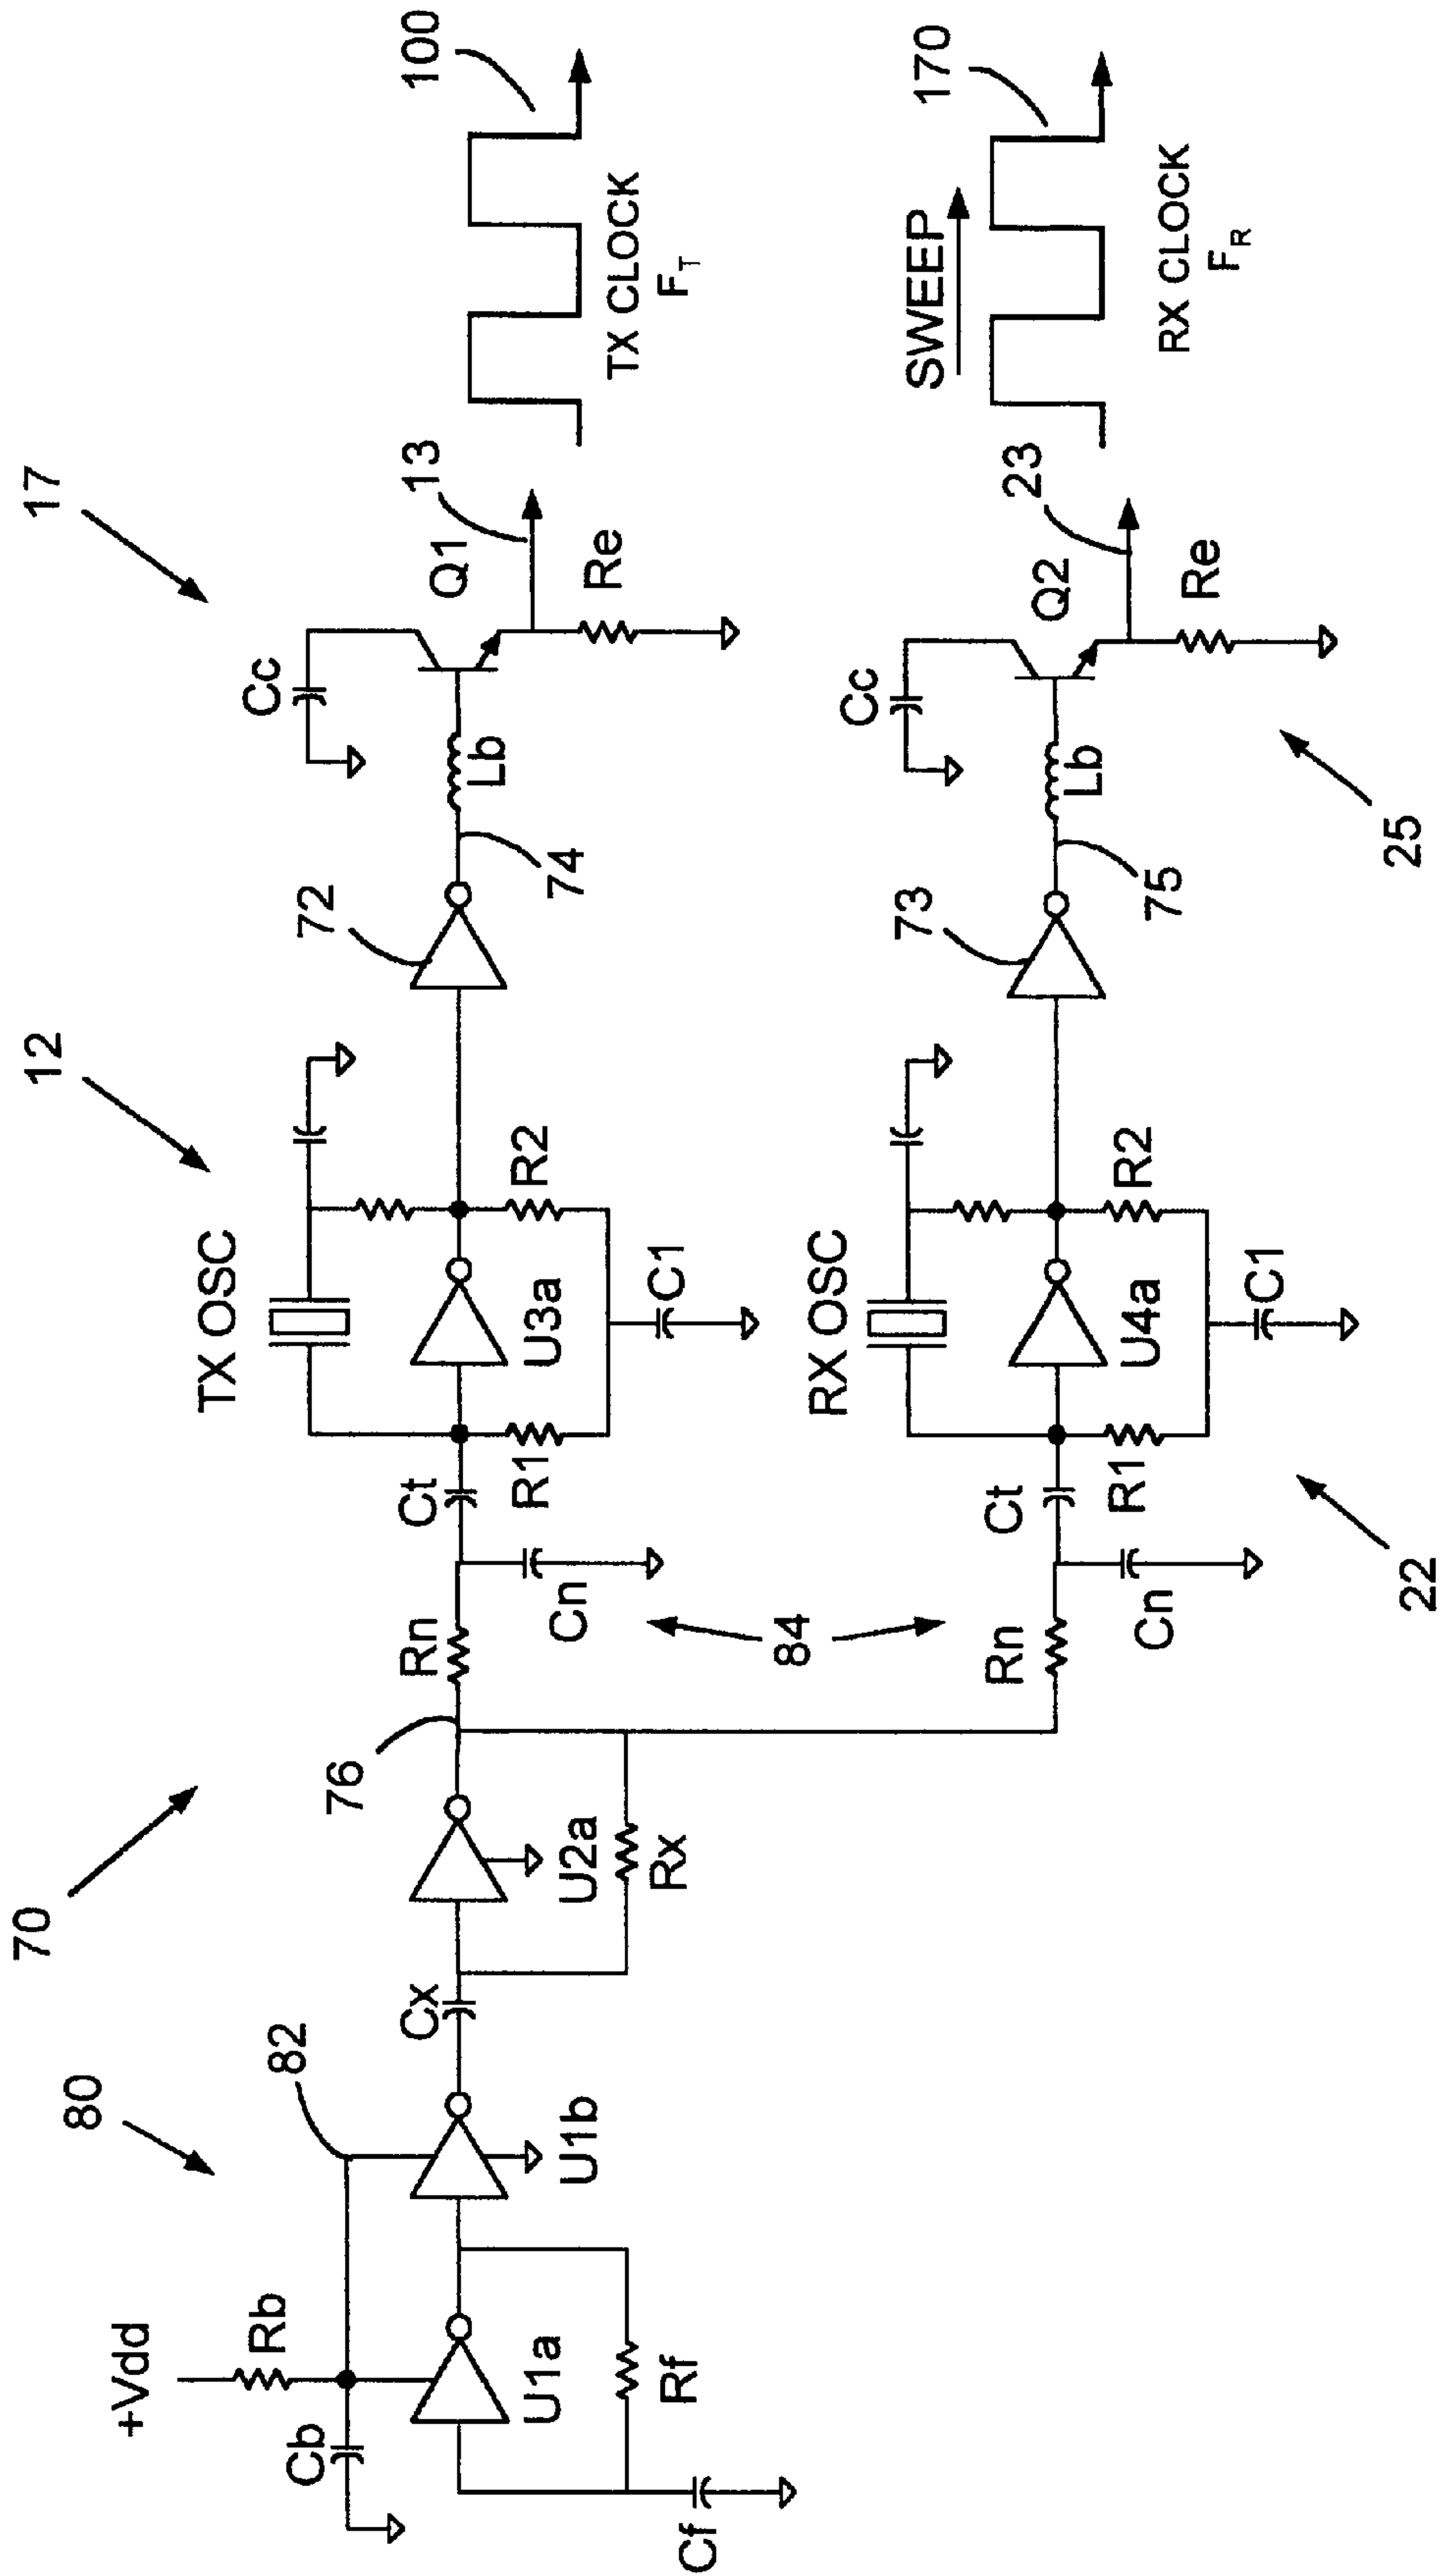 80
+Vdd
Rb
Cb
82
U1a
Rf
Cf
U1b
Cx
70
76
U2a
Rx
Rn
Cn
84
Rn
Cn
12
TX OSC
Ct
U3a
R1
R2
C1
72
74
17
Cc
Lb
Q1
13
Re
100
TX CLOCK
F_T
22
RX OSC
Ct
U4a
R1
R2
C1
73
75
25
Cc
Lb
Q2
23
Re
SWEEP
170
RX CLOCK
F_R